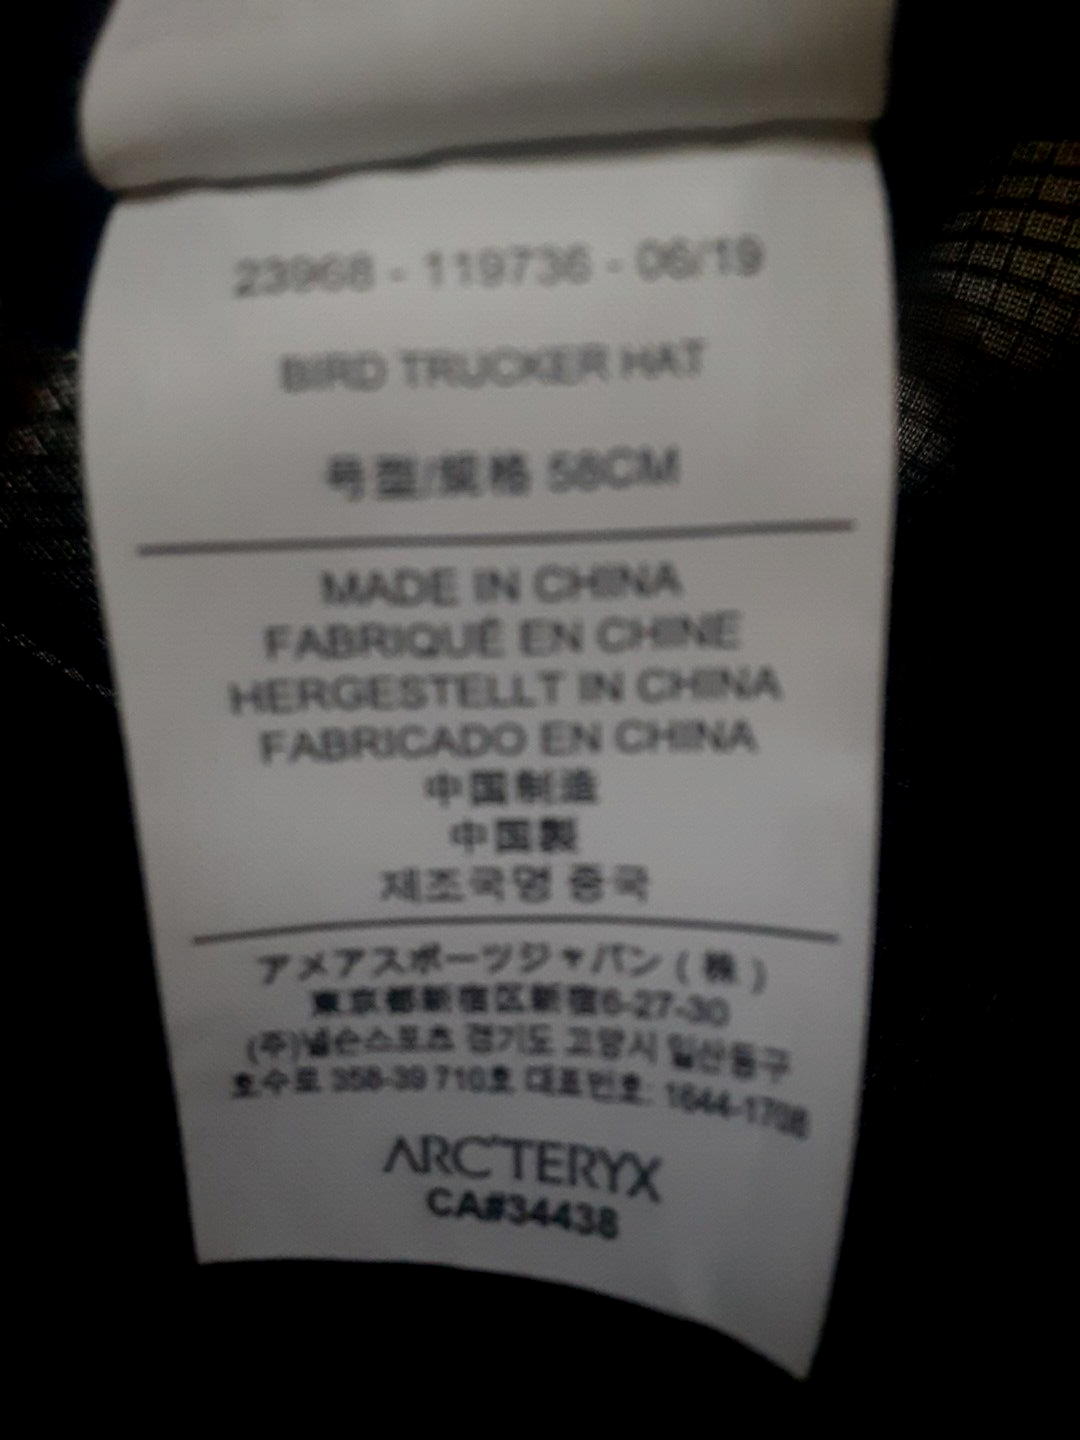 23968 - 119736 - 06/19
BIRD TRUCKER HAT
号型/规格 58CM
MADE IN CHINA
FABRIQUÉ EN CHINE
HERGESTELLT IN CHINA
FABRICADO EN CHINA
中国制造
中国製
제조국명 중국
アメアスポーツジャパン (株)
東京都新宿区新宿6-27-30
(주)넬슨스포츠 경기도 고양시 일산동구
호수로 358-39 710호 대표번호: 1644-1708
ARC'TERYX
CA#34438